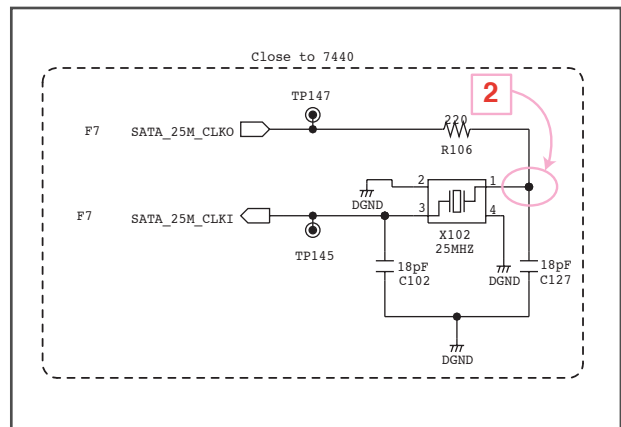 Close to 7440
2
TP147
F7 SATA_25M_CLKO
220
R106
2 1
DGND
F7 SATA_25M_CLKI
3 4
X102
25MHZ
TP145
18pF
C102
DGND
18pF
C127
DGND